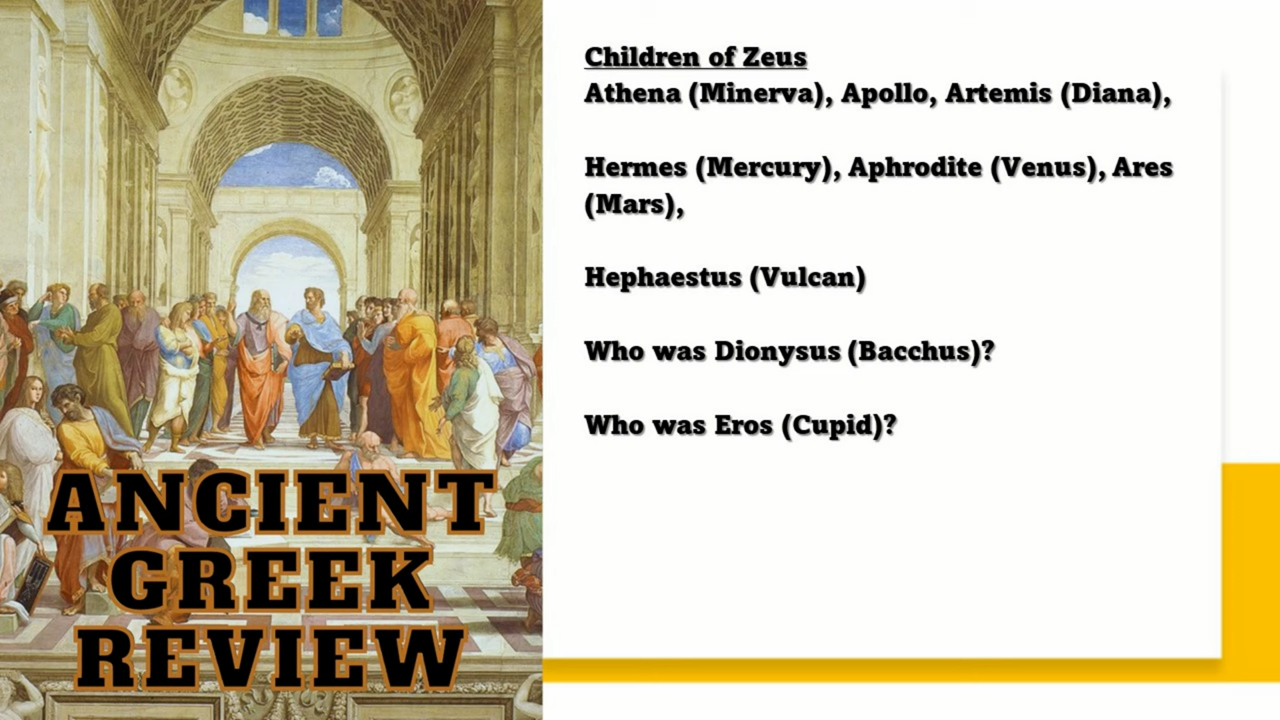 Children of Zeus
Athena (Minerva), Apollo, Artemis (Diana),
Hermes (Mercury), Aphrodite (Venus), Ares
(Mars),
Hephaestus (Vulcan)
Who was Dionysus (Bacchus)?
Who was Eros (Cupid)?
ANCIENT
GREEK
REVIEW